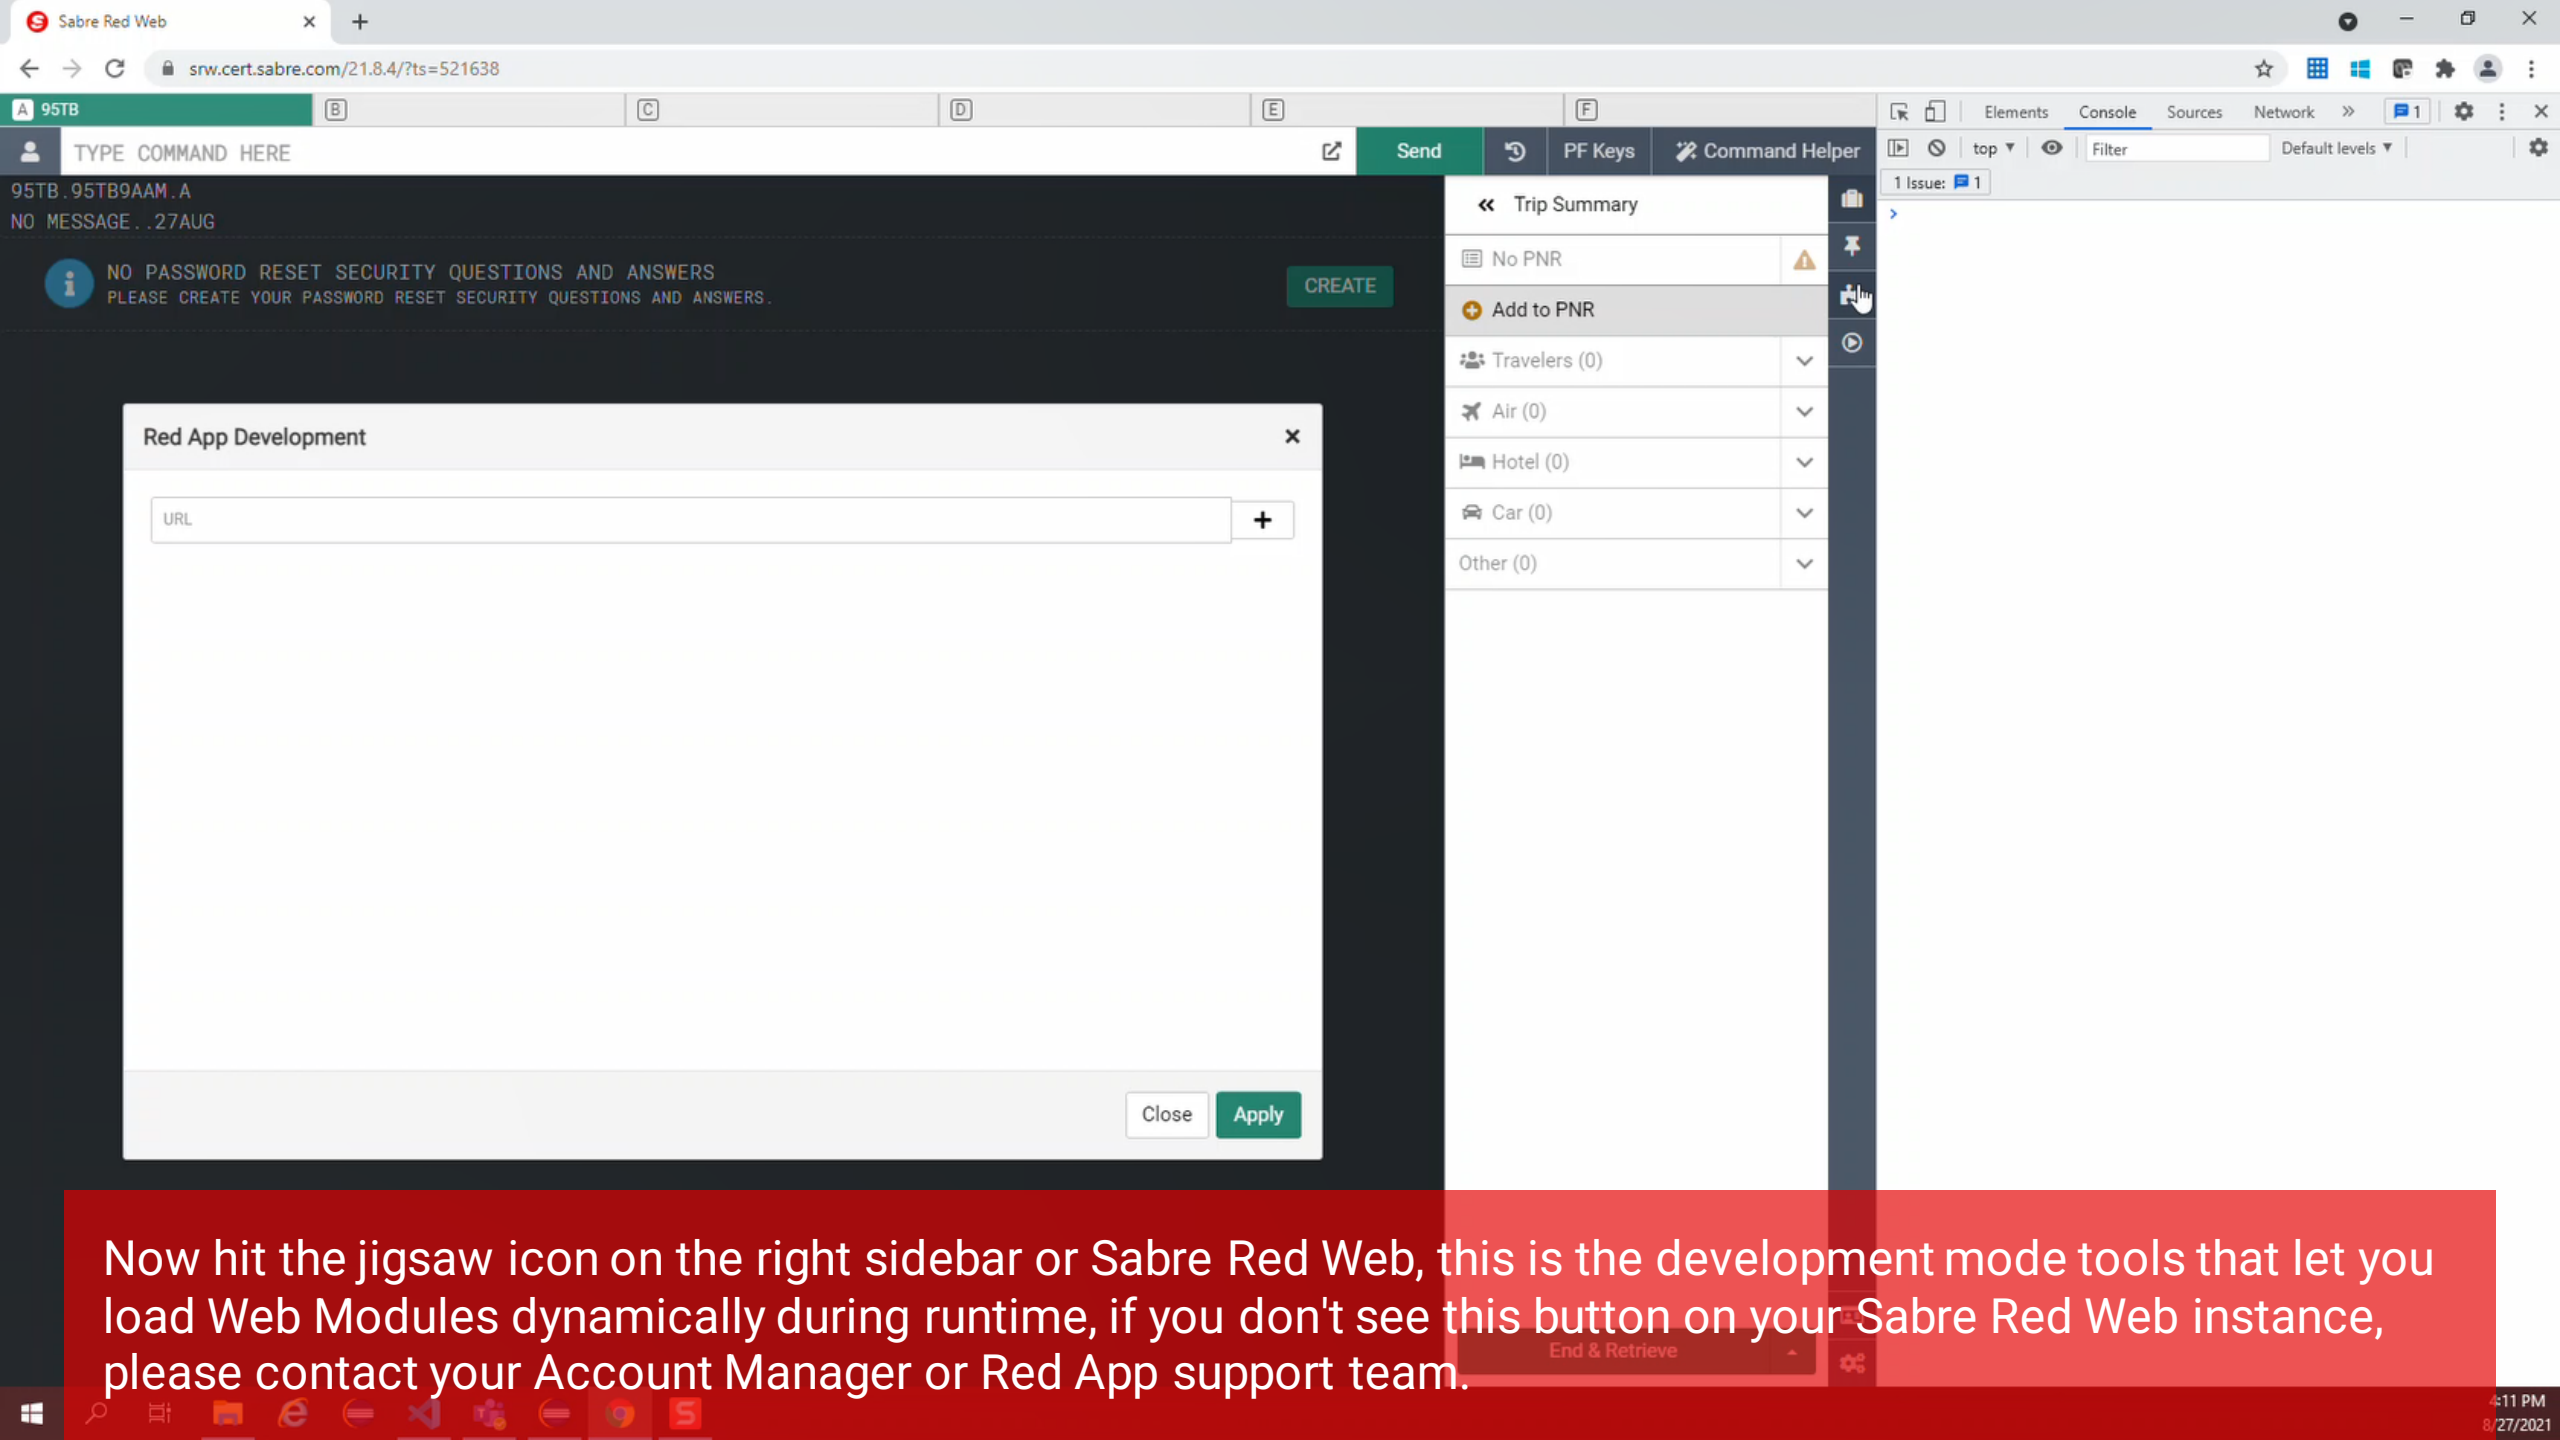 Sabre Red Web
srw.cert.sabre.com/21.8.4/?ts=521638
A 95TB
B
C
D
E
F
Elements Console Sources Network » 1
TYPE COMMAND HERE
Send
PF Keys
Command Helper
top
Filter
Default levels
1 Issue: 1
95TB.95TB9AAM.A
NO MESSAGE..27AUG
NO PASSWORD RESET SECURITY QUESTIONS AND ANSWERS
PLEASE CREATE YOUR PASSWORD RESET SECURITY QUESTIONS AND ANSWERS.
CREATE
Trip Summary
No PNR
Add to PNR
Travelers (0)
Air (0)
Hotel (0)
Car (0)
Other (0)
Red App Development
URL
Close
Apply
Now hit the jigsaw icon on the right sidebar or Sabre Red Web, this is the development mode tools that let you
load Web Modules dynamically during runtime, if you don't see this button on your Sabre Red Web instance,
please contact your Account Manager or Red App support team.
End & Retrieve
4:11 PM
8/27/2021